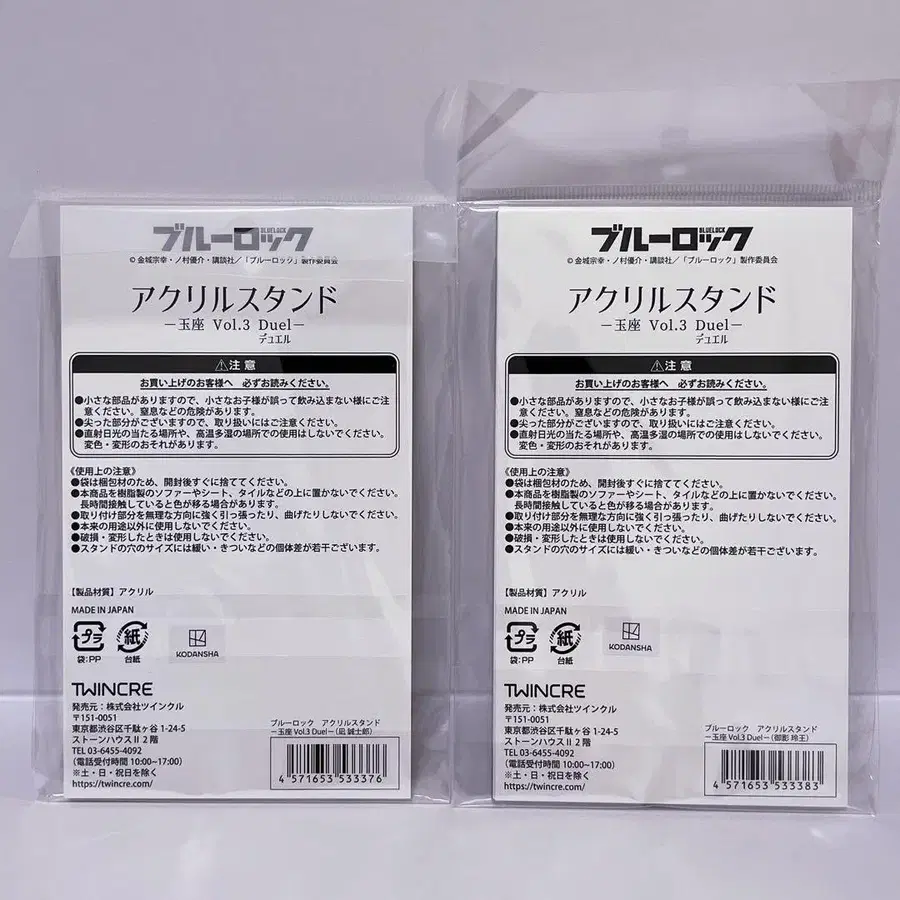 ブルーロック
BLUELOCK
© 金城宗幸・ノ村優介・講談社／「ブルーロック」製作委員会
アクリルスタンド
－玉座 Vol.3 Duel－
デュエル
⚠注 意
お買い上げのお客様へ 必ずお読みください。
●小さな部品がありますので、小さなお子様が誤って飲み込まない様にご注
意ください。窒息などの危険があります。
●尖った部分がございますので、取り扱いにはご注意ください。
●直射日光の当たる場所や、高温多湿の場所での使用はしないでください。
変色・変形のおそれがあります。
《使用上の注意》
●袋は梱包材のため、開封後すぐに捨ててください。
●本商品を樹脂製のソファーやシート、タイルなどの上に置かないでください。
長時間接触していると色が移る場合があります。
●取り付け部分を無理な方向に強く引っ張ったり、曲げたりしないでください。
●本来の用途以外に使用しないでください。
●破損・変形したときは使用しないでください。
●スタンドの穴のサイズには緩い・きついなどの個体差が若干ございます。
【製品材質】アクリル
MADE IN JAPAN
プラ
袋:PP
紙
台紙
KODANSHA
TWINCRE
発売元：株式会社ツインクル
〒151-0051
東京都渋谷区千駄ヶ谷 1-24-5
ストーンハウスⅡ 2 階
TEL 03-6455-4092
（電話受付時間 10:00~17:00）
※土・日・祝日を除く
https://twincre.com/
ブルーロック アクリルスタンド
－玉座 Vol.3 Duel－（凪 誠士郎）
4 571653 533376
ブルーロック
BLUELOCK
© 金城宗幸・ノ村優介・講談社／「ブルーロック」製作委員会
アクリルスタンド
－玉座 Vol.3 Duel－
デュエル
⚠注 意
お買い上げのお客様へ 必ずお読みください。
●小さな部品がありますので、小さなお子様が誤って飲み込まない様にご注
意ください。窒息などの危険があります。
●尖った部分がございますので、取り扱いにはご注意ください。
●直射日光の当たる場所や、高温多湿の場所での使用はしないでください。
変色・変形のおそれがあります。
《使用上の注意》
●袋は梱包材のため、開封後すぐに捨ててください。
●本商品を樹脂製のソファーやシート、タイルなどの上に置かないでください。
長時間接触していると色が移る場合があります。
●取り付け部分を無理な方向に強く引っ張ったり、曲げたりしないでください。
●本来の用途以外に使用しないでください。
●破損・変形したときは使用しないでください。
●スタンドの穴のサイズには緩い・きついなどの個体差が若干ございます。
【製品材質】アクリル
MADE IN JAPAN
プラ
袋:PP
紙
台紙
KODANSHA
TWINCRE
発売元：株式会社ツインクル
〒151-0051
東京都渋谷区千駄ヶ谷 1-24-5
ストーンハウスⅡ 2 階
TEL 03-6455-4092
（電話受付時間 10:00~17:00）
※土・日・祝日を除く
https://twincre.com/
ブルーロック アクリルスタンド
－玉座 Vol.3 Duel－（御影 玲王）
4 571653 533383